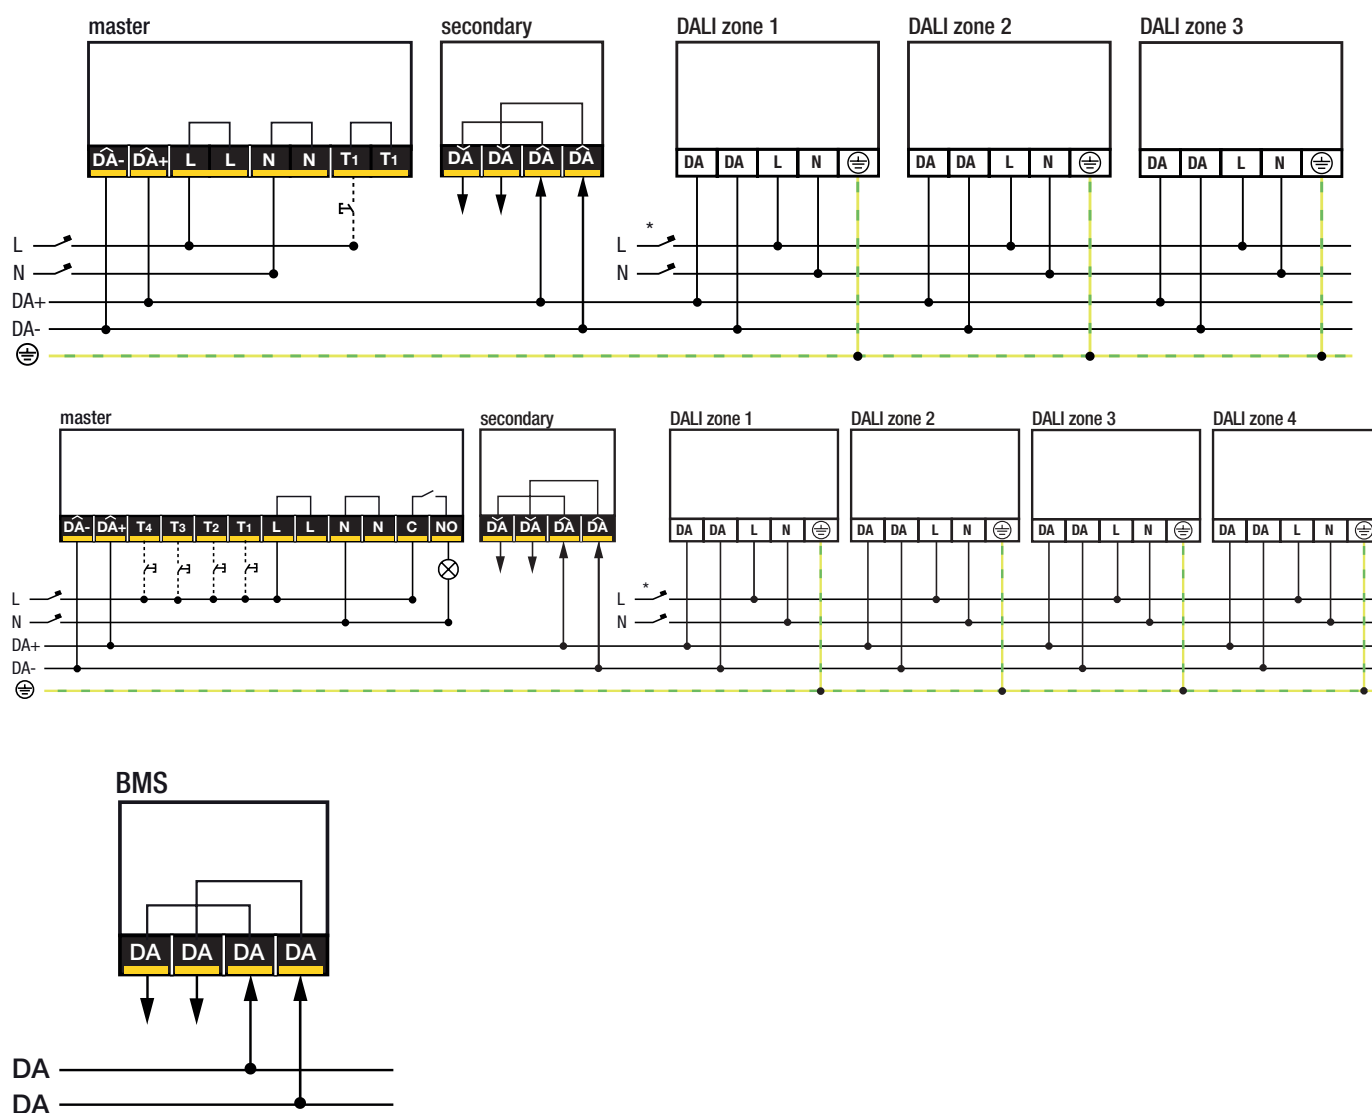 master secondary DALI zone 1 DALI zone 2 DALI zone 3
DA- DA+ L L N N T1 T1 DA DA DA DA DA DA L N DA DA L N DA DA L N
L L *
N N
DA+
DA-
master secondary DALI zone 1 DALI zone 2 DALI zone 3 DALI zone 4
DA- DA+ T4 T3 T2 T1 L L N N C NO DA DA DA DA DA DA L N DA DA L N DA DA L N DA DA L N
L L *
N N
DA+
DA-
BMS
DA DA DA DA
DA
DA